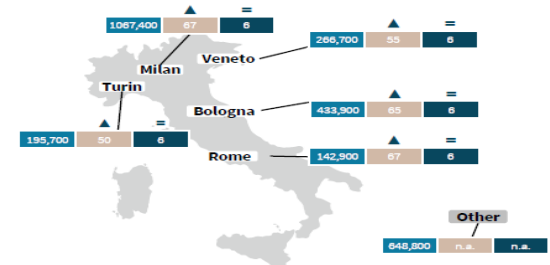 ▲ =
1067,400 67 6
▲ =
266,700 55 6
Veneto
Milan
Turin
▲ =
433,900 65 6
Bologna
▲ =
195,700 50 6
▲ =
142,900 67 6
Rome
Other
648,800 n.a. n.a.